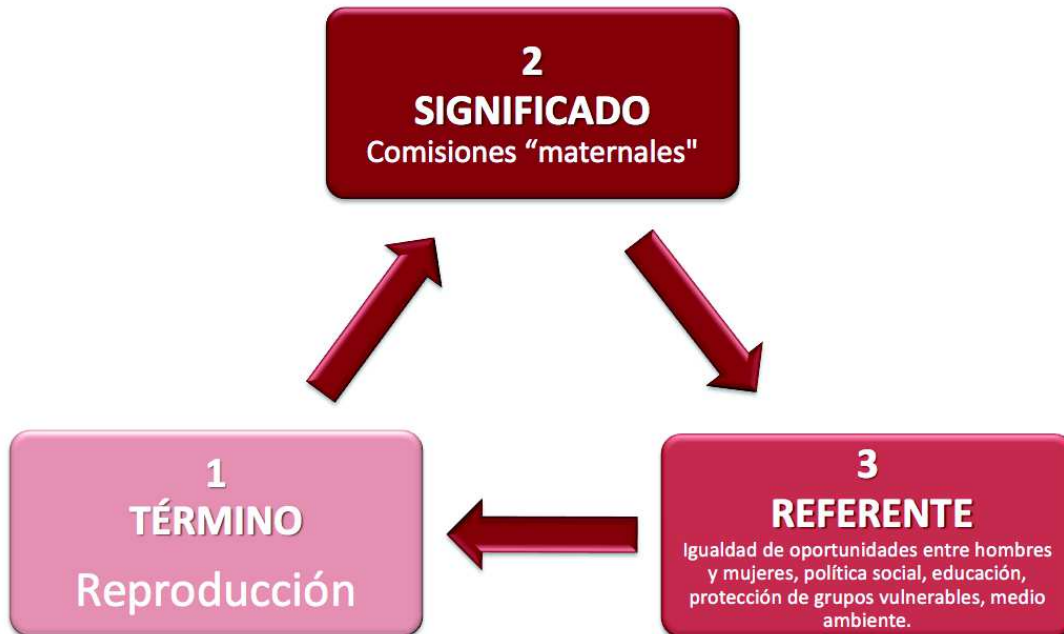 2
SIGNIFICADO
Comisiones “maternales"
1
TÉRMINO
Reproducción
3
REFERENTE
Igualdad de oportunidades entre hombres
y mujeres, política social, educación,
protección de grupos vulnerables, medio
ambiente.